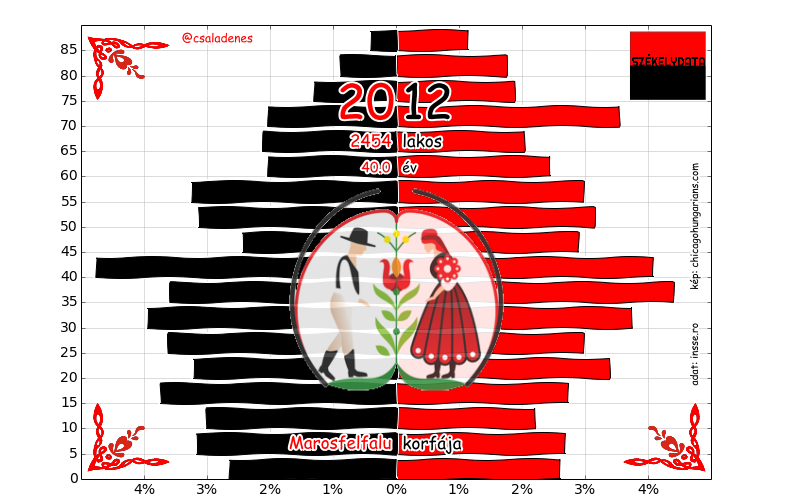 @csaladenes
SZÉKELYDATA
2012
2454 lakos
40.0 év
kép: chicagohungarians.com,
adat: insse.ro
Marosfelfalu korfája
85
80
75
70
65
60
55
50
45
40
35
30
25
20
15
10
5
0
4% 3% 2% 1% 0% 1% 2% 3% 4%